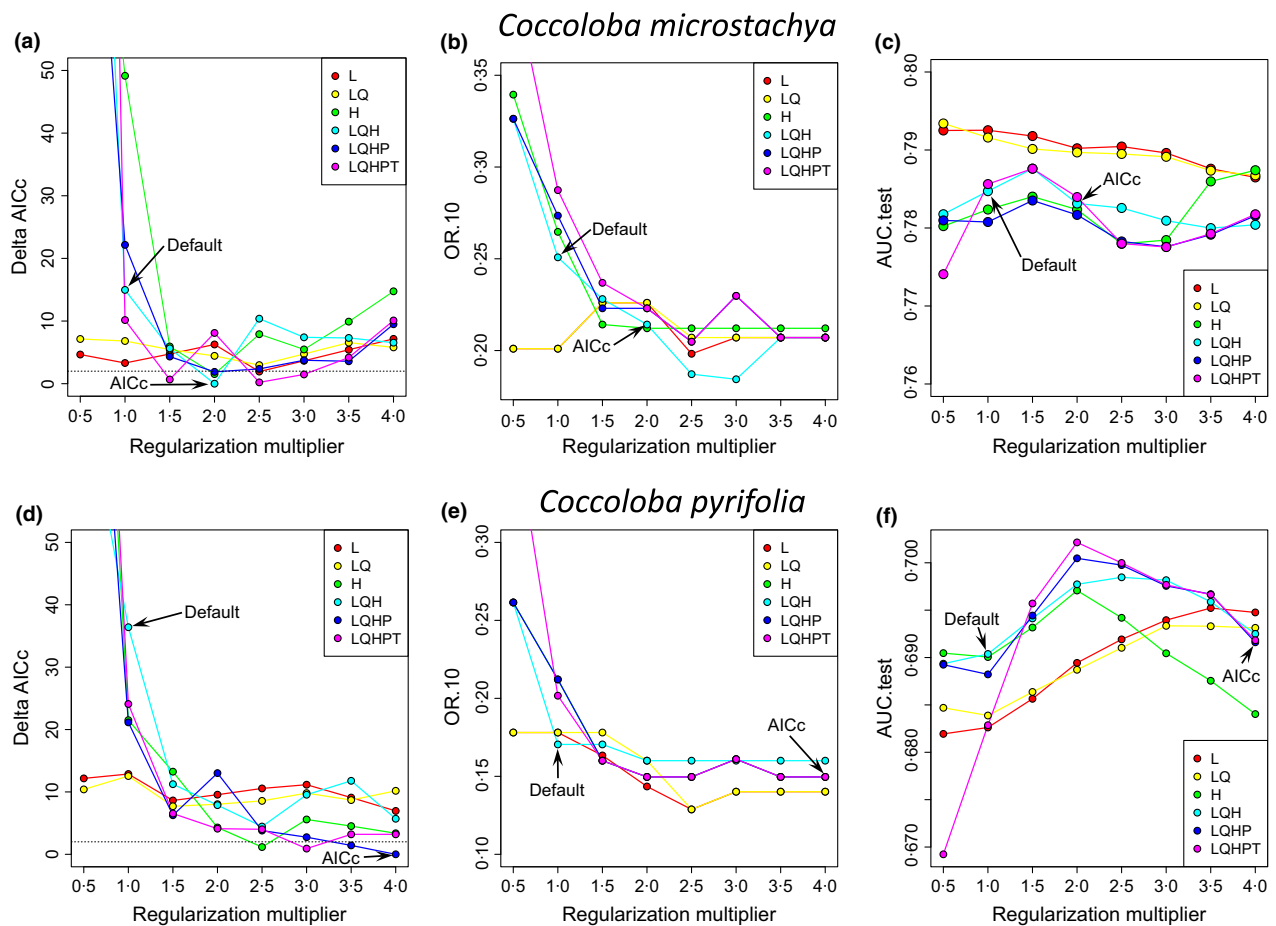 Coccoloba microstachya
(a)
50
40
30
20
10
0
Delta AICc
L
LQ
H
LQH
LQHP
LQHPT
Default
AICc
0·5 1·0 1·5 2·0 2·5 3·0 3·5 4·0
Regularization multiplier
(b)
0·35
0·30
0·25
0·20
OR.10
L
LQ
H
LQH
LQHP
LQHPT
Default
AICc
0·5 1·0 1·5 2·0 2·5 3·0 3·5 4·0
Regularization multiplier
(c)
0·80
0·79
0·78
0·77
0·76
AUC.test
AICc
Default
L
LQ
H
LQH
LQHP
LQHPT
0·5 1·0 1·5 2·0 2·5 3·0 3·5 4·0
Regularization multiplier
Coccoloba pyrifolia
(d)
50
40
30
20
10
0
Delta AICc
L
LQ
H
LQH
LQHP
LQHPT
Default
AICc
0·5 1·0 1·5 2·0 2·5 3·0 3·5 4·0
Regularization multiplier
(e)
0·30
0·25
0·20
0·15
0·10
OR.10
L
LQ
H
LQH
LQHP
LQHPT
AICc
Default
0·5 1·0 1·5 2·0 2·5 3·0 3·5 4·0
Regularization multiplier
(f)
0·700
0·690
0·680
0·670
AUC.test
Default
AICc
L
LQ
H
LQH
LQHP
LQHPT
0·5 1·0 1·5 2·0 2·5 3·0 3·5 4·0
Regularization multiplier